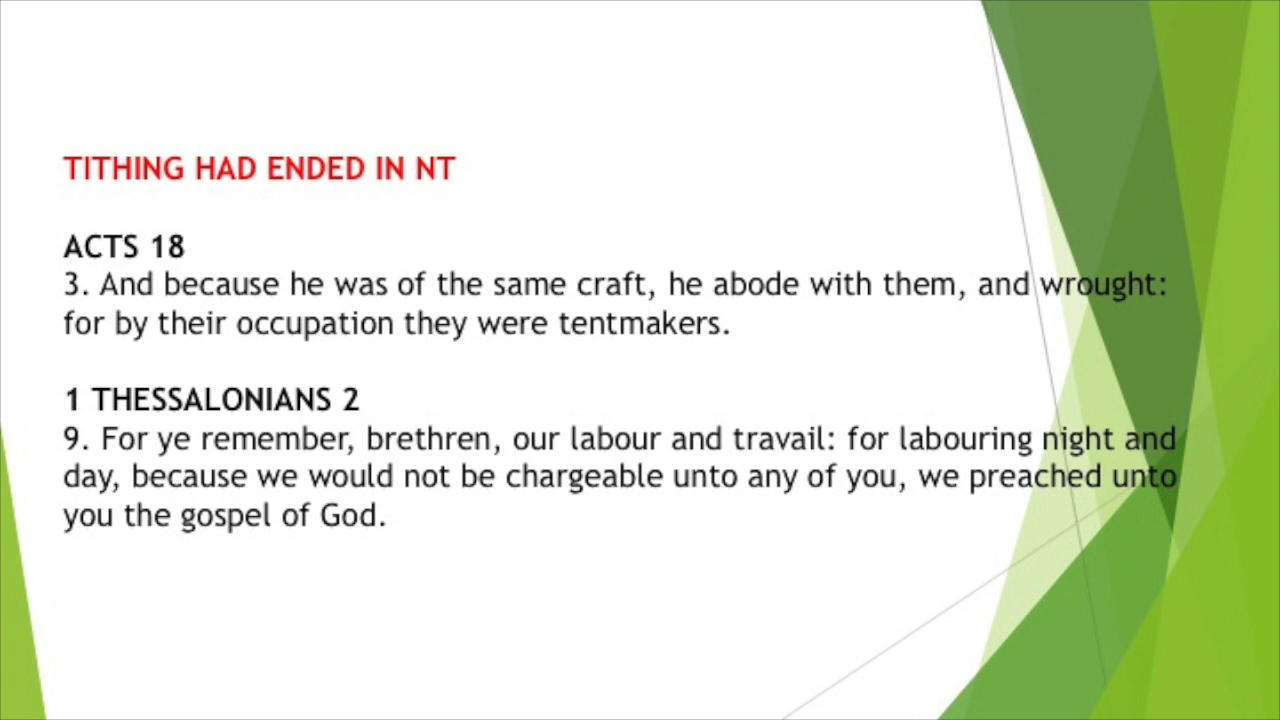 TITHING HAD ENDED IN NT
ACTS 18
3. And because he was of the same craft, he abode with them, and wrought:
for by their occupation they were tentmakers.
1 THESSALONIANS 2
9. For ye remember, brethren, our labour and travail: for labouring night and
day, because we would not be chargeable unto any of you, we preached unto
you the gospel of God.